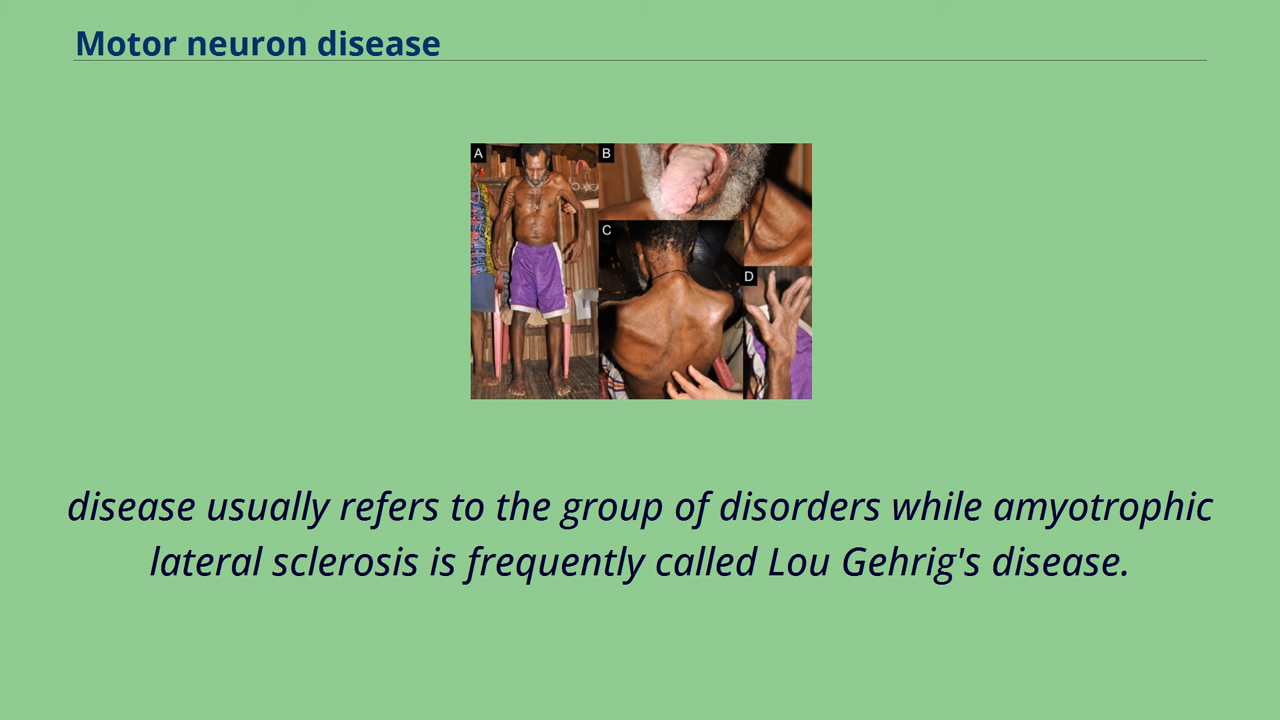 Motor neuron disease
A
B
C
D
disease usually refers to the group of disorders while amyotrophic
lateral sclerosis is frequently called Lou Gehrig's disease.